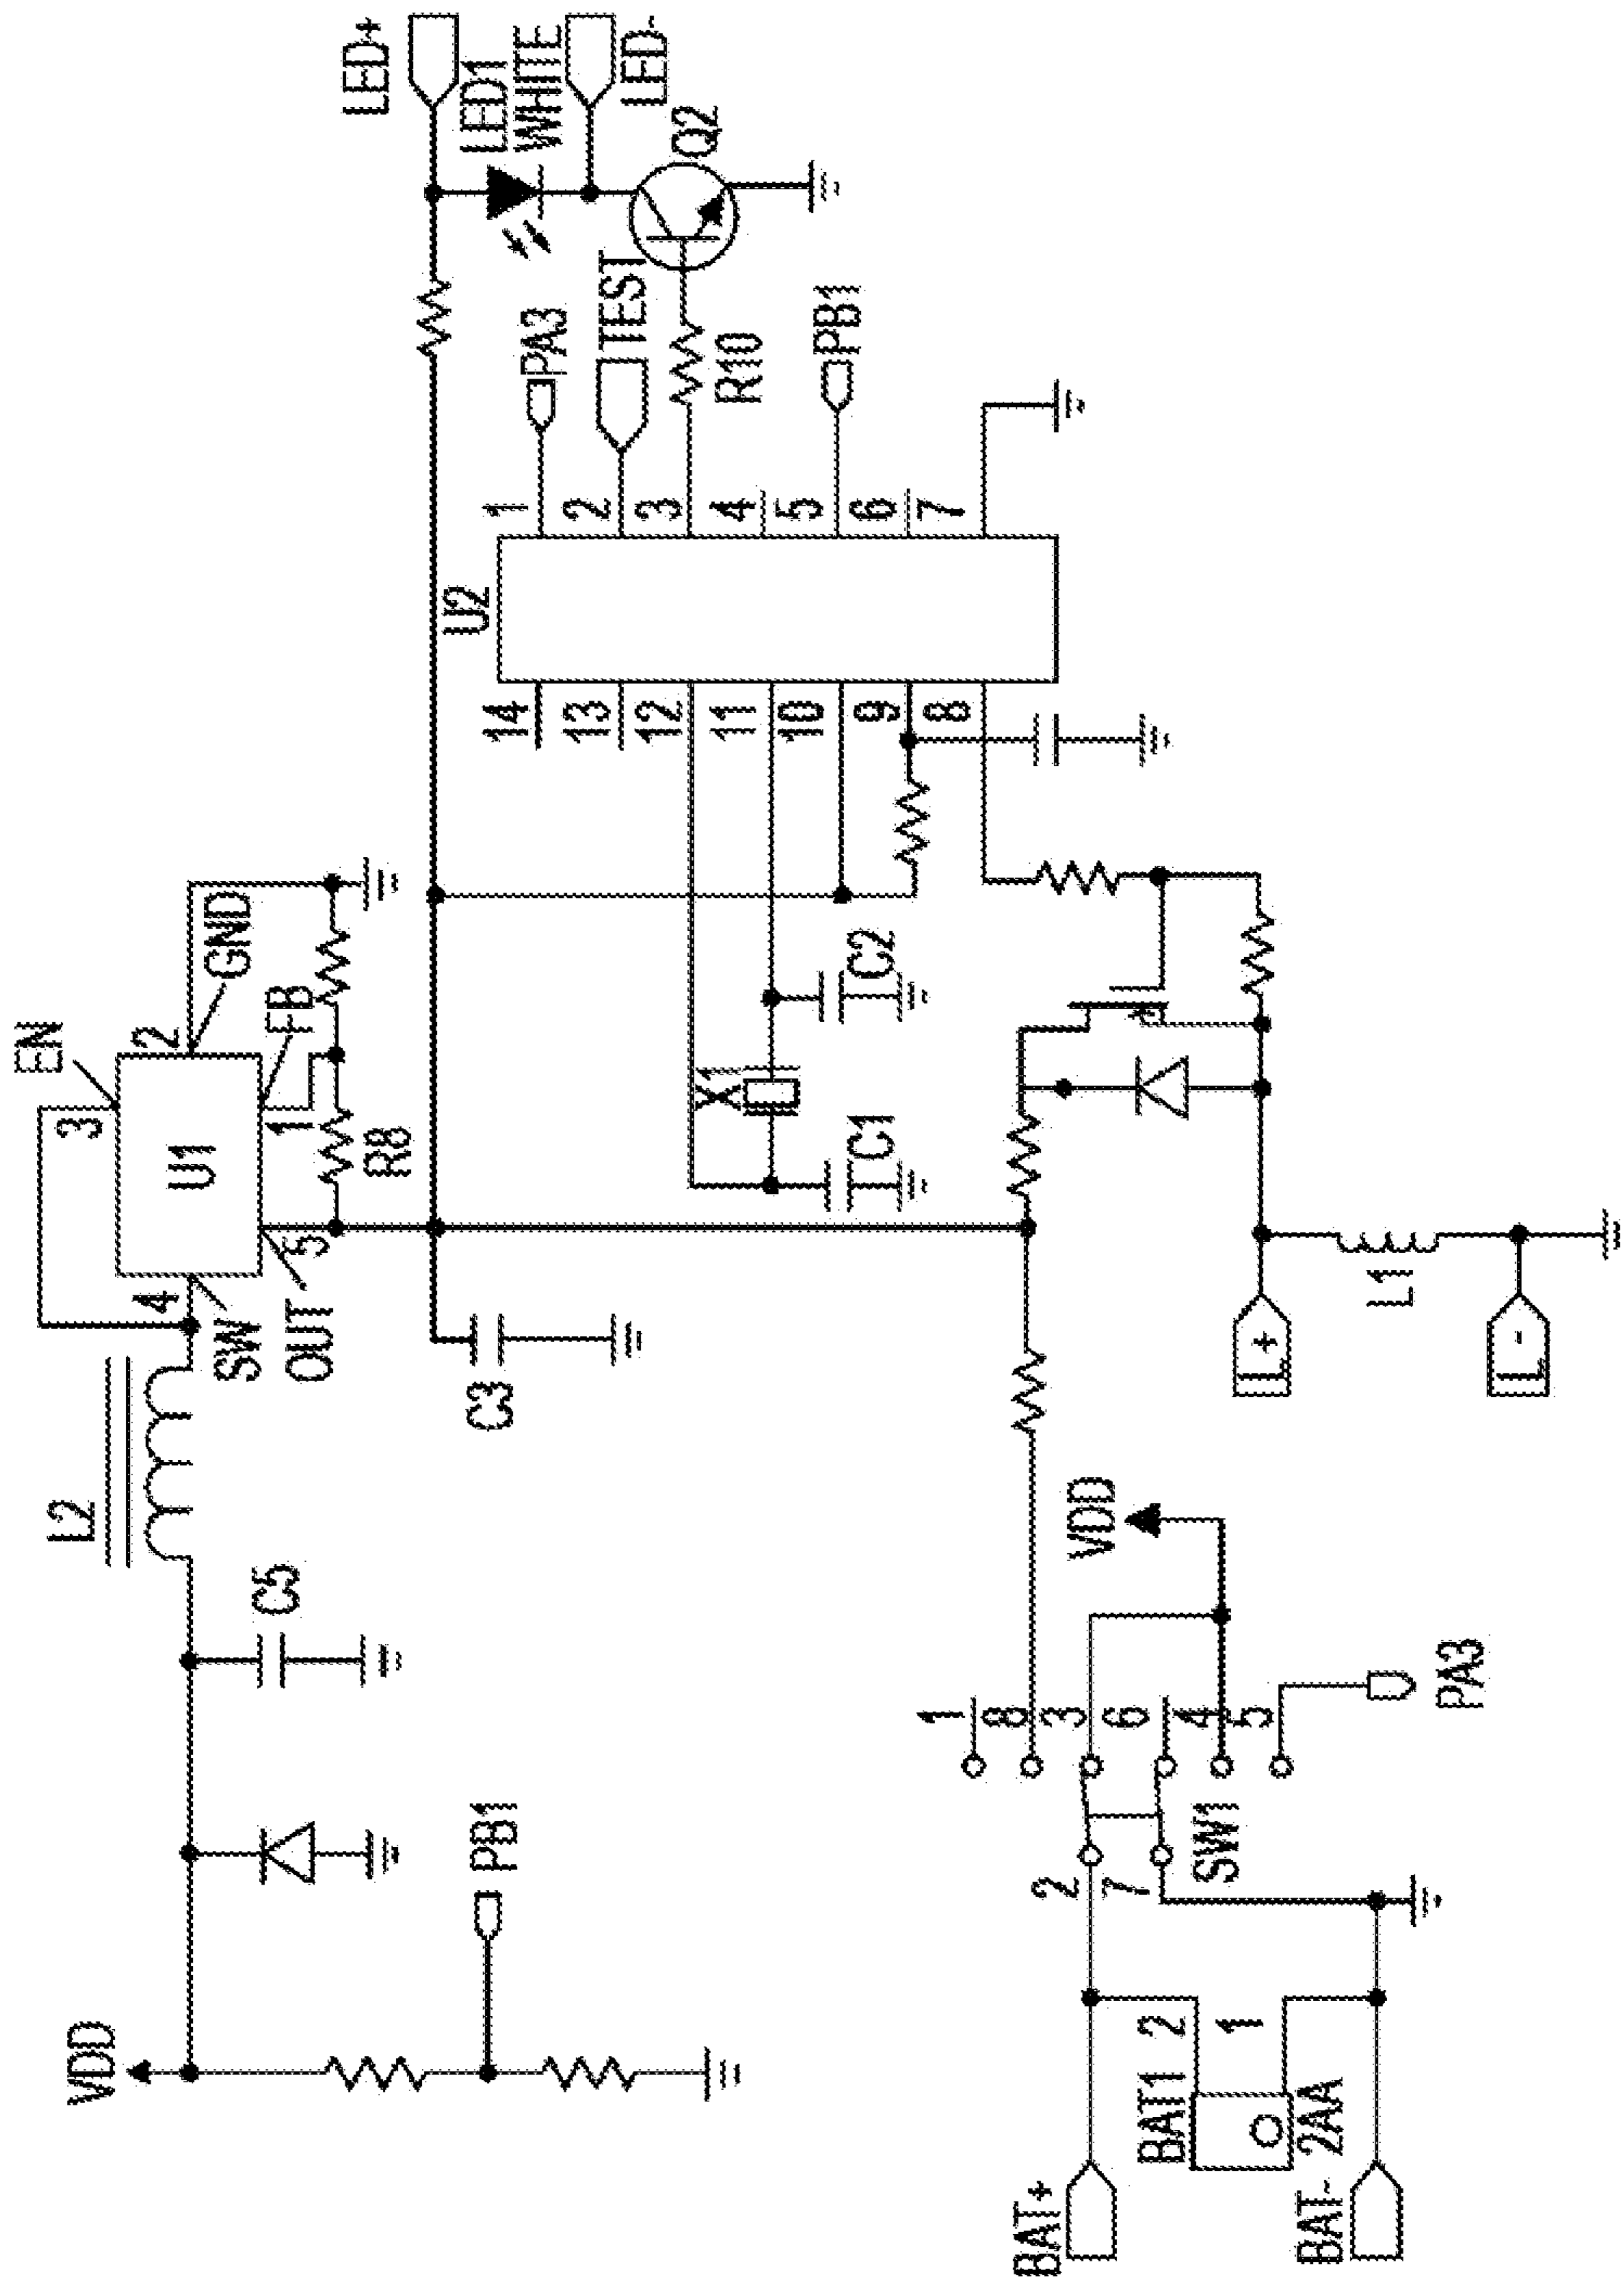 LED+
LED1
WHITE
LED-
Q2
PA3
TEST
R10
PB1
U2
1
2
3
4
5
6
7
14
13
12
11
10
9
8
EN
3
2
GND
U1
1
FB
R8
4
5
SW
OUT
L2
C5
C3
X1
C1
C2
VDD
PB1
L+
L1
L-
VDD
1
8
3
6
4
5
PA3
2
7
SW1
BAT+
BAT1
2
1
2AA
BAT-